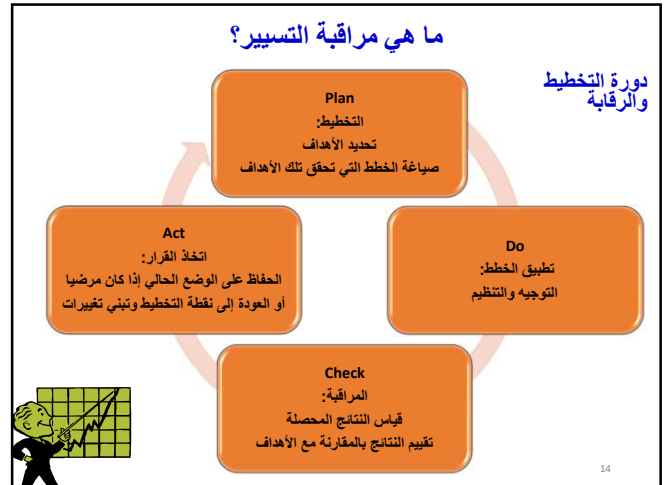 ما هي مراقبة التسيير؟
دورة التخطيط
والرقابة
Plan
التخطيط:
تحديد الأهداف
صياغة الخطط التي تحقق تلك الأهداف
Do
تطبيق الخطط:
التوجيه والتنظيم
Check
المراقبة:
قياس النتائج المحصلة
تقييم النتائج بالمقارنة مع الأهداف
Act
اتخاذ القرار:
الحفاظ على الوضع الحالي إذا كان مرضيا
أو العودة إلى نقطة التخطيط وتبني تغييرات
14